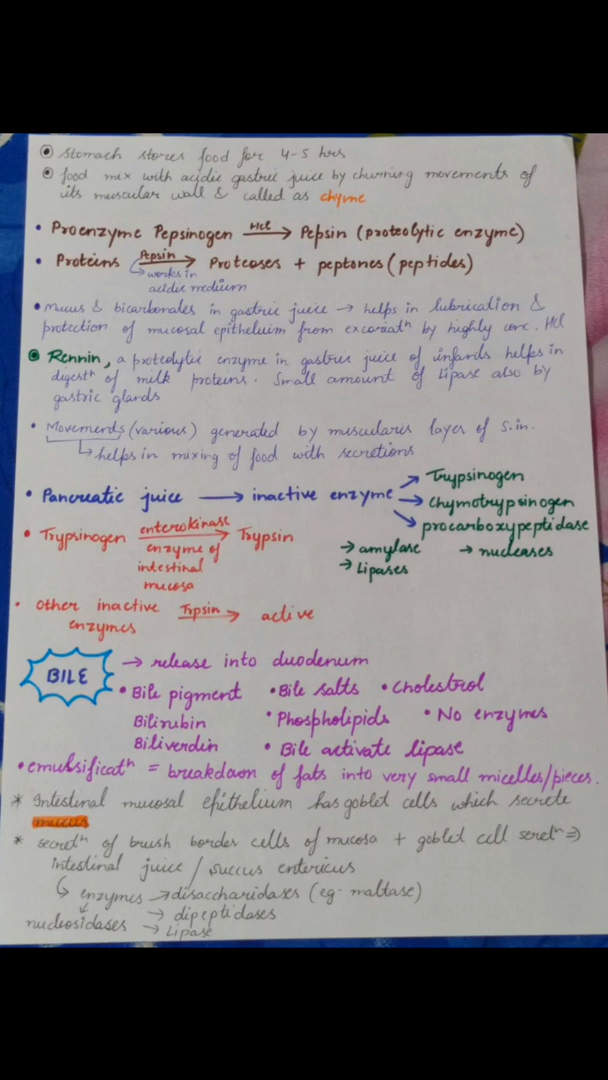 Stomach stores food for 4-5 hrs
food mix with acidic gastric juice by churning movements of
its muscular wall & called as chyme
• Proenzyme Pepsinogen HCl → Pepsin (proteolytic enzyme)
• Proteins Pepsin → Proteoses + peptones (peptides)
works in
acidic medium
• Mucus & bicarbonates in gastric juice → helps in lubrication &
protection of mucosal epitheleium from excoriatⁿ by highly conc. Hcl
Rennin, a proteolytic enzyme in gastric juice of infants helps in
digestⁿ of milk proteins. Small amount of Lipase also by
gastric glands
• Movements (various) generated by muscularis layer of S.in.
↳ helps in mixing of food with secretions
• Pancreatic juice → inactive enzyme → Trypsinogen
→ chymotrypsinogen
→ procarboxypeptidase
→ amylase → nucleases
→ Lipases
• Trypsinogen enterokinase → Trypsin
enzyme of
intestinal
mucosa
• Other inactive Typsin → active
enzymes
BILE → release into duodenum
• Bile pigment • Bile salts • Cholestrol
Bilirubin • Phospholipids • No enzymes
Biliverdin • Bile activate lipase
• emulsificatⁿ = breakdown of fats into very small micelles/pieces.
* Intestinal mucosal epithelium has goblet cells which secrete
mucus
* secretⁿ of brush border cells of mucosa + goblet cell secretⁿ ⇒
intestinal juice / succus entericus
↳ enzymes → disaccharidases (eg. maltase)
→ dipeptidases
nucleosidases → Lipase